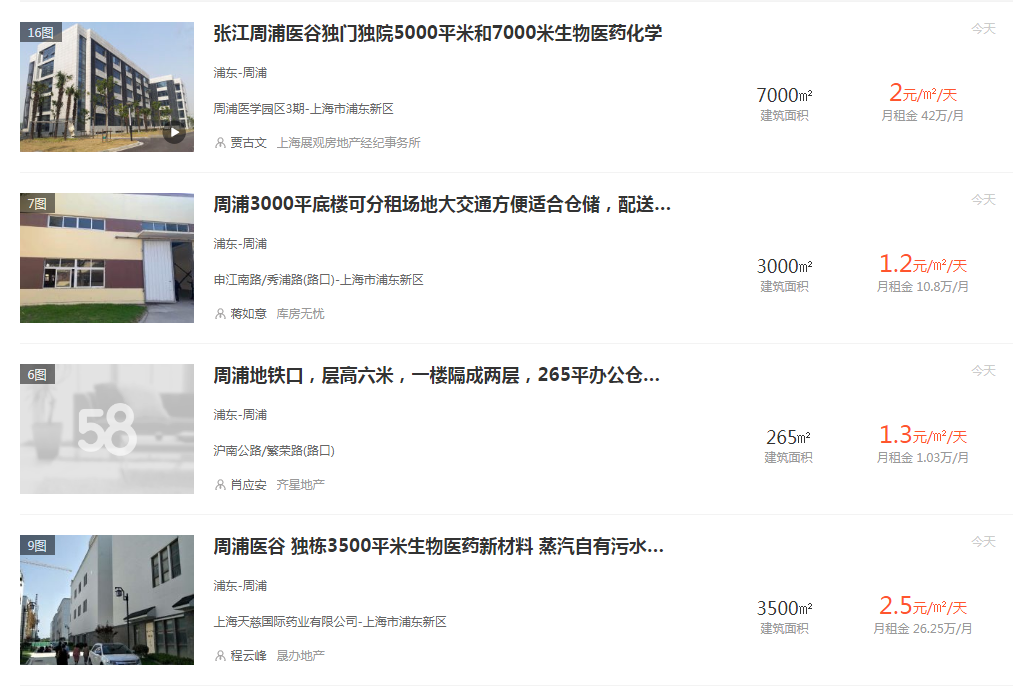 16图
张江周浦医谷独门独院5000平米和7000米生物医药化学
今天
浦东-周浦
7000㎡
2元/㎡/天
周浦医学园区3期-上海市浦东新区
建筑面积
月租金 42万/月
贾古文 上海展观房地产经纪事务所
7图
周浦3000平底楼可分租场地大交通方便适合仓储，配送...
今天
浦东-周浦
3000㎡
1.2元/㎡/天
申江南路/秀浦路(路口)-上海市浦东新区
建筑面积
月租金 10.8万/月
蒋如意 库房无忧
6图
58
周浦地铁口，层高六米，一楼隔成两层，265平办公仓...
今天
浦东-周浦
265㎡
1.3元/㎡/天
沪南公路/繁荣路(路口)
建筑面积
月租金 1.03万/月
肖应安 齐星地产
9图
周浦医谷 独栋3500平米生物医药新材料 蒸汽自有污水...
今天
浦东-周浦
3500㎡
2.5元/㎡/天
上海天慈国际药业有限公司-上海市浦东新区
建筑面积
月租金 26.25万/月
程云峰 晟办地产